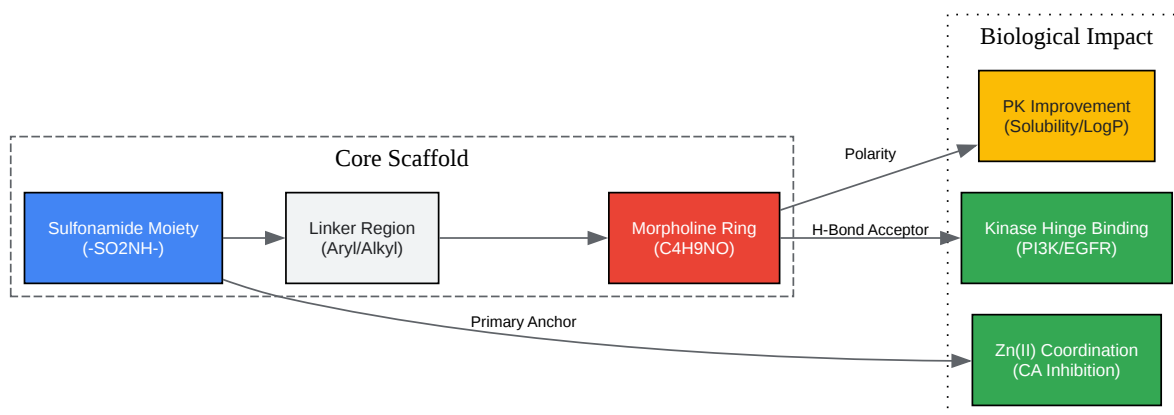 Biological Impact
PK Improvement
(Solubility/LogP)
Polarity
Core Scaffold
Sulfonamide Moiety
(-SO2NH-)
Linker Region
(Aryl/Alkyl)
Morpholine Ring
(C4H9NO)
H-Bond Acceptor
Kinase Hinge Binding
(PI3K/EGFR)
Primary Anchor
Zn(II) Coordination
(CA Inhibition)